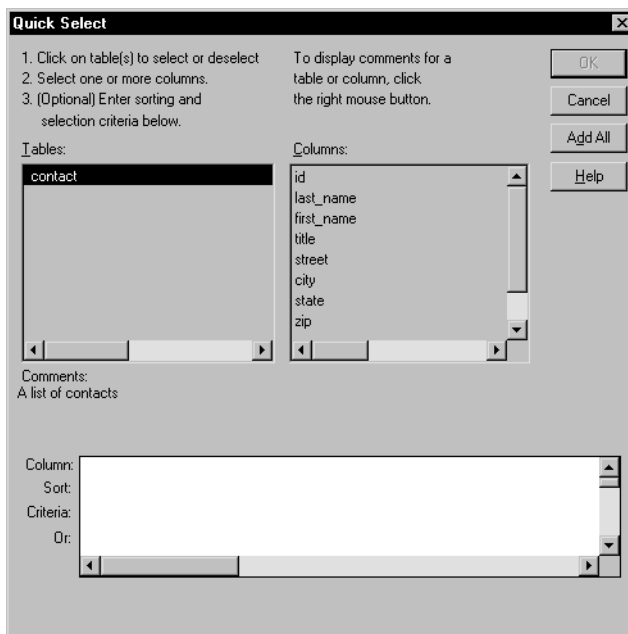 Quick Select
1. Click on table(s) to select or deselect
2. Select one or more columns.
3. (Optional) Enter sorting and
selection criteria below.
To display comments for a
table or column, click
the right mouse button.
OK
Cancel
Add All
Help
Tables:
contact
Columns:
id
last_name
first_name
title
street
city
state
zip
Comments:
A list of contacts
Column:
Sort:
Criteria:
Or: